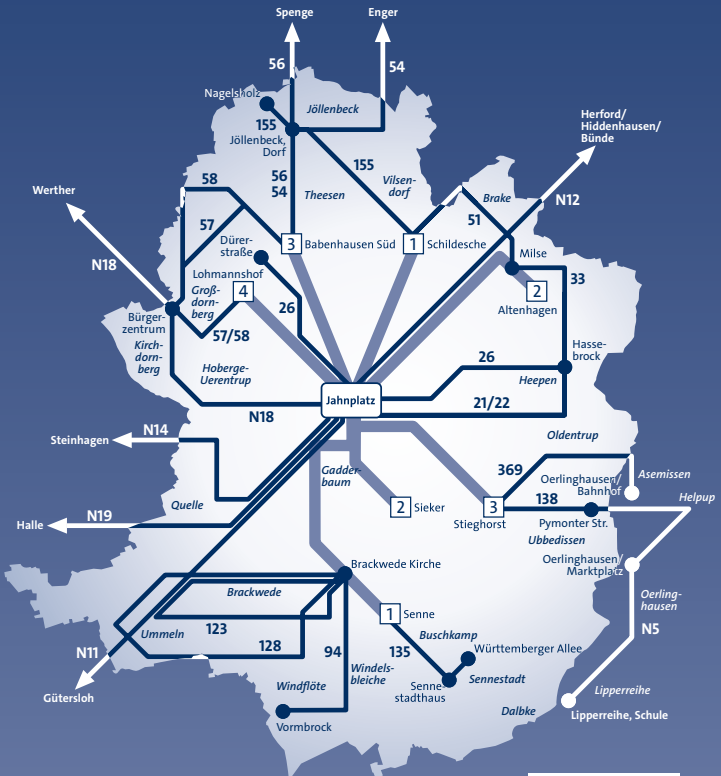 Spenge
Enger
56
54
Nagelsholz
Jöllenbeck
155
Jöllenbeck,
Dorf
Herford/
Hiddenhausen/
Bünde
56
54
155
Vilsen-
dorf
Theesen
58
57
Werther
N18
Brake
51
N12
Dürer-
straße
3
Babenhausen Süd
1
Schildesche
Milse
33
Lohmannshof
4
Groß-
dorn-
berg
26
2
Altenhagen
Bürger-
zentrum
57/58
Kirch-
dorn-
berg
Hoberge-
Uerentrup
Hasse-
brock
26
Heepen
Jahnplatz
21/22
N18
N14
Steinhagen
Oldentrup
Gadder-
baum
369
Asemissen
Oerlinghausen/
Bahnhof
Quelle
2
Sieker
3
Stieghorst
138
Pymonter Str.
Helpup
N19
Halle
Ubbedissen
Brackwede Kirche
Oerlinghausen/
Marktplatz
Brackwede
Oerling-
hausen
1
Senne
123
Ummeln
Buschkamp
N5
128
94
135
Württemberger Allee
N11
Windels-
bleiche
Sennestadt
Gütersloh
Windflöte
Senne-
stadthaus
Lipperreihe
Vormbrock
Dalbke
Lipperreihe, Schule